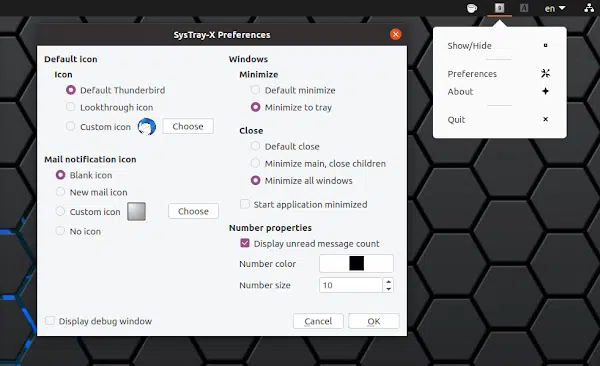 en
SysTray-X Preferences
Default icon
Icon
Default Thunderbird
Lookthrough icon
Custom icon
Choose
Mail notification icon
Blank icon
New mail icon
Custom icon
Choose
No icon
Display debug window
Windows
Minimize
Default minimize
Minimize to tray
Close
Default close
Minimize main, close children
Minimize all windows
Start application minimized
Number properties
Display unread message count
Number color
Number size
10
Cancel
OK
Show/Hide
Preferences
About
Quit